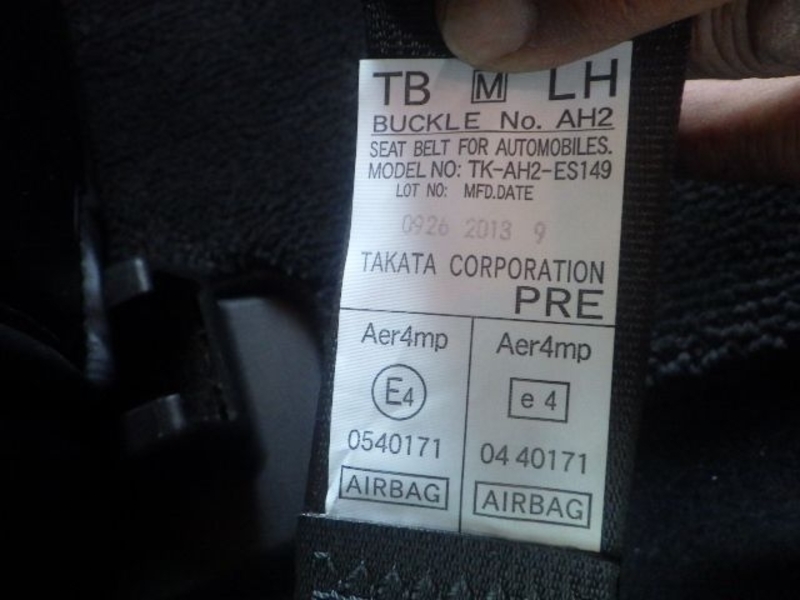 TB M LH
BUCKLE No. AH2
SEAT BELT FOR AUTOMOBILES.
MODEL NO: TK-AH2-ES149
LOT NO: MFD.DATE
0926 2013 9
TAKATA CORPORATION
PRE
Aer4mp
E4
0540171
AIRBAG
Aer4mp
e 4
04 40171
AIRBAG